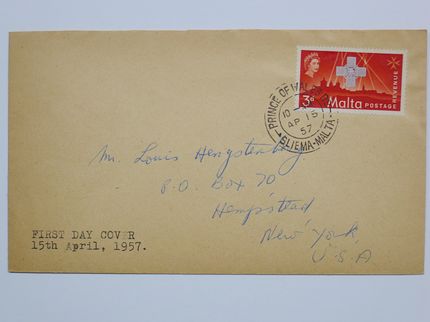 3d Malta POSTAGE REVENUE
PRINCE OF WALES RD
10
AP 15
57
SLIEMA-MALTA
Mr. Louis Hengstenberg
P.O. Box 70
Hempstead
New York,
U.S.A
FIRST DAY COVER
15th April, 1957.